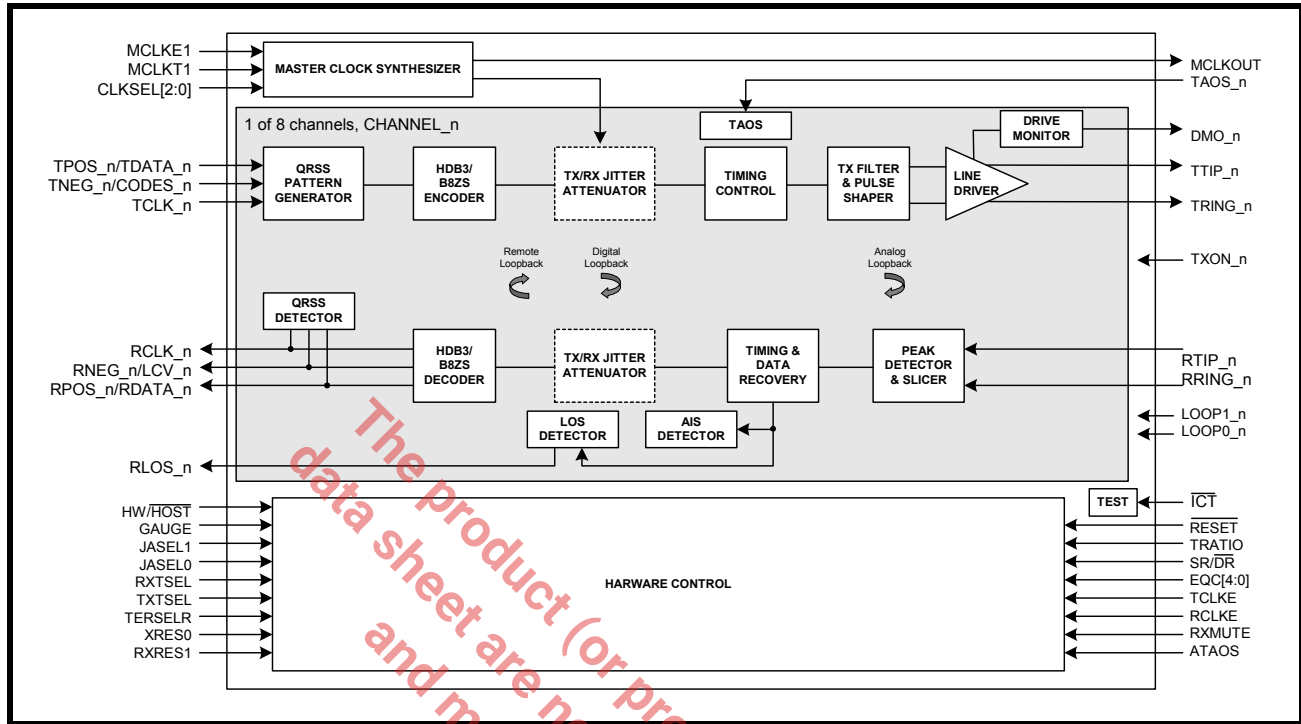 MCLKE1
MCLKT1
CLKSEL[2:0]
MASTER CLOCK SYNTHESIZER
MCLKOUT
TAOS_n
1 of 8 channels, CHANNEL_n
TAOS
DRIVE
MONITOR
DMO_n
TPOS_n/TDATA_n
TNEG_n/CODES_n
TCLK_n
QRSS
PATTERN
GENERATOR
HDB3/
B8ZS
ENCODER
TX/RX JITTER
ATTENUATOR
TIMING
CONTROL
TX FILTER
& PULSE
SHAPER
LINE
DRIVER
TTIP_n
TRING_n
TXON_n
Remote
Loopback
Digital
Loopback
Analog
Loopback
QRSS
DETECTOR
RCLK_n
RNEG_n/LCV_n
RPOS_n/RDATA_n
HDB3/
B8ZS
DECODER
TX/RX JITTER
ATTENUATOR
TIMING &
DATA
RECOVERY
PEAK
DETECTOR
& SLICER
RTIP_n
RRING_n
LOOP1_n
LOOP0_n
LOS
DETECTOR
AIS
DETECTOR
RLOS_n
HW/HOST
GAUGE
JASEL1
JASEL0
RXTSEL
TXTSEL
TERSELR
XRES0
RXRES1
HARWARE CONTROL
TEST
ICT
RESET
TRATIO
SR/DR
EQC[4:0]
TCLKE
RCLKE
RXMUTE
ATAOS
The product (or pro
data sheet are
and